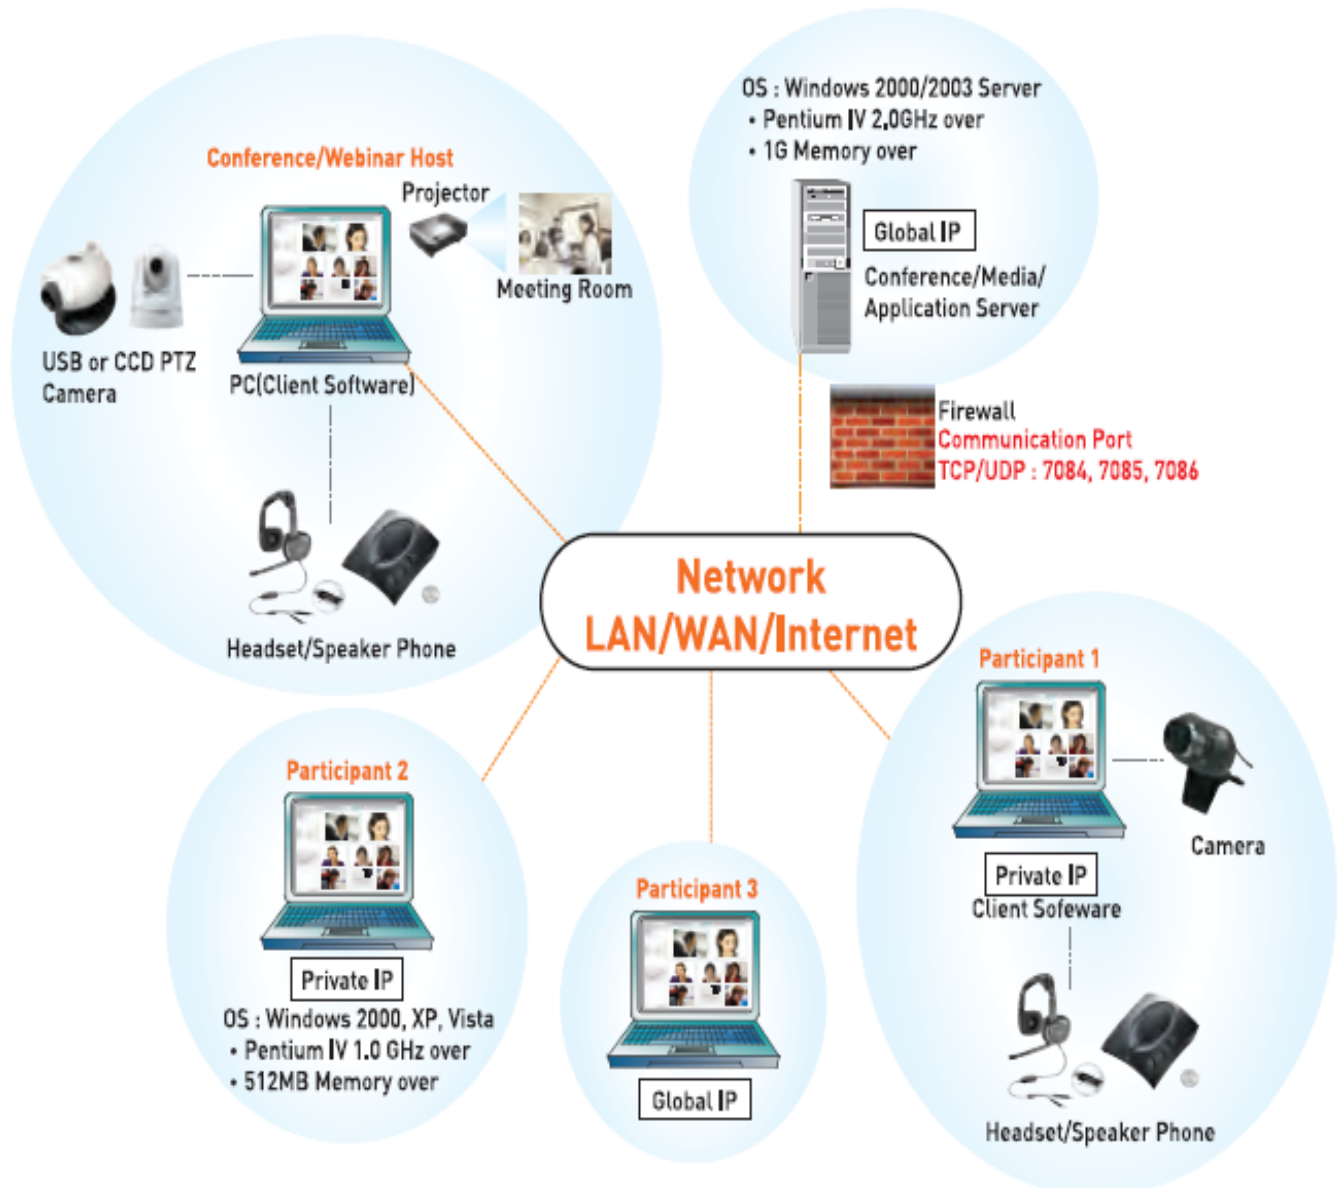 Conference/Webinar Host
Projector
Meeting Room
USB or CCD PTZ
Camera
PC(Client Software)
Headset/Speaker Phone
OS : Windows 2000/2003 Server
• Pentium IV 2.0GHz over
• 1G Memory over
Global IP
Conference/Media/
Application Server
Firewall
Communication Port
TCP/UDP : 7084, 7085, 7086
Network
LAN/WAN/Internet
Participant 1
Camera
Private IP
Client Sofeware
Headset/Speaker Phone
Participant 2
Private IP
OS : Windows 2000, XP, Vista
• Pentium IV 1.0 GHz over
• 512MB Memory over
Participant 3
Global IP